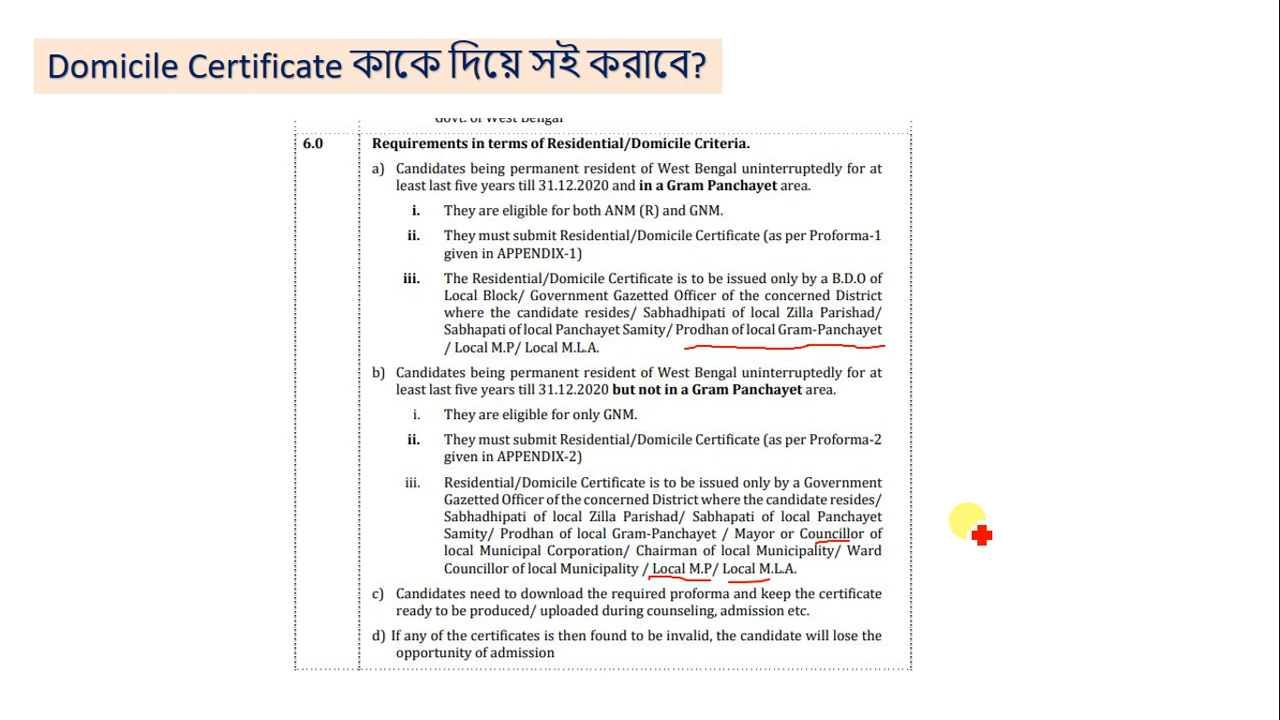 Domicile Certificate কাকে দিয়ে সই করাবে?
Govt. of West Bengal
6.0 Requirements in terms of Residential/Domicile Criteria.
a) Candidates being permanent resident of West Bengal uninterruptedly for at
least last five years till 31.12.2020 and in a Gram Panchayet area.
i. They are eligible for both ANM (R) and GNM.
ii. They must submit Residential/Domicile Certificate (as per Proforma-1
given in APPENDIX-1)
iii. The Residential/Domicile Certificate is to be issued only by a B.D.O of
Local Block/ Government Gazetted Officer of the concerned District
where the candidate resides/ Sabhadhipati of local Zilla Parishad/
Sabhapati of local Panchayet Samity/ Prodhan of local Gram-Panchayet
/ Local M.P/ Local M.L.A.
b) Candidates being permanent resident of West Bengal uninterruptedly for at
least last five years till 31.12.2020 but not in a Gram Panchayet area.
i. They are eligible for only GNM.
ii. They must submit Residential/Domicile Certificate (as per Proforma-2
given in APPENDIX-2)
iii. Residential/Domicile Certificate is to be issued only by a Government
Gazetted Officer of the concerned District where the candidate resides/
Sabhadhipati of local Zilla Parishad/ Sabhapati of local Panchayet
Samity/ Prodhan of local Gram-Panchayet / Mayor or Councillor of
local Municipal Corporation/ Chairman of local Municipality/ Ward
Councillor of local Municipality / Local M.P/ Local M.L.A.
c) Candidates need to download the required proforma and keep the certificate
ready to be produced/ uploaded during counseling, admission etc.
d) If any of the certificates is then found to be invalid, the candidate will lose the
opportunity of admission